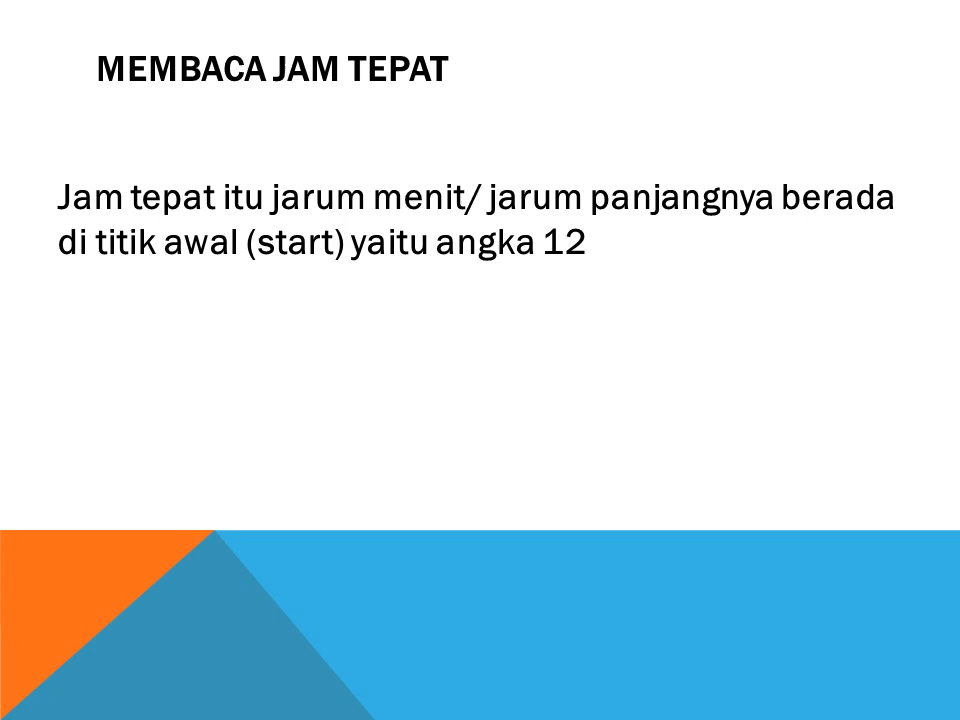 MEMBACA JAM TEPAT
Jam tepat itu jarum menit/ jarum panjangnya berada
di titik awal (start) yaitu angka 12